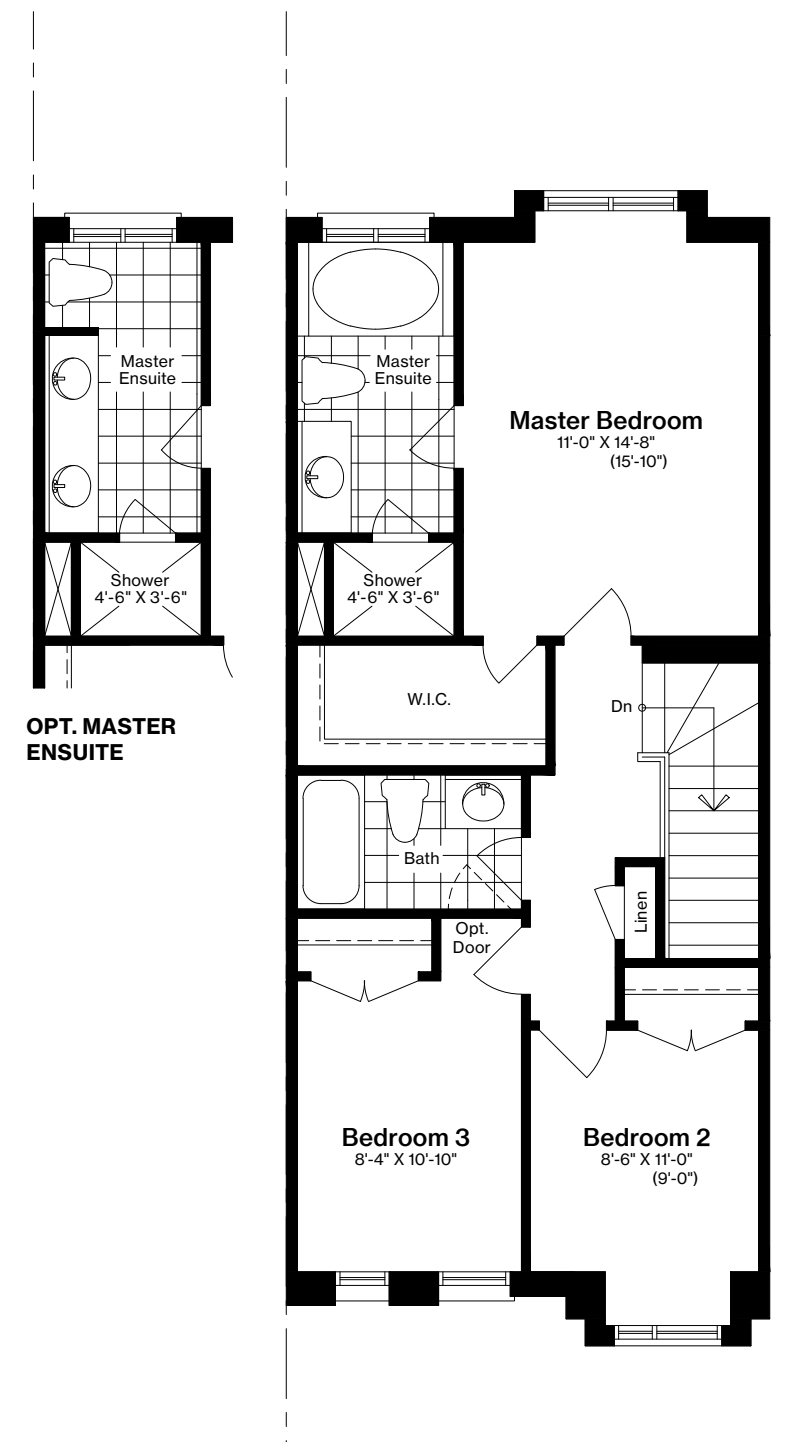 Master
Ensuite
Shower
4'-6" X 3'-6"
OPT. MASTER
ENSUITE
Master
Ensuite
Master Bedroom
11'-0" X 14'-8"
(15'-10")
Shower
4'-6" X 3'-6"
W.I.C.
Dn
Bath
Linen
Opt.
Door
Bedroom 3
8'-4" X 10'-10"
Bedroom 2
8'-6" X 11'-0"
(9'-0")